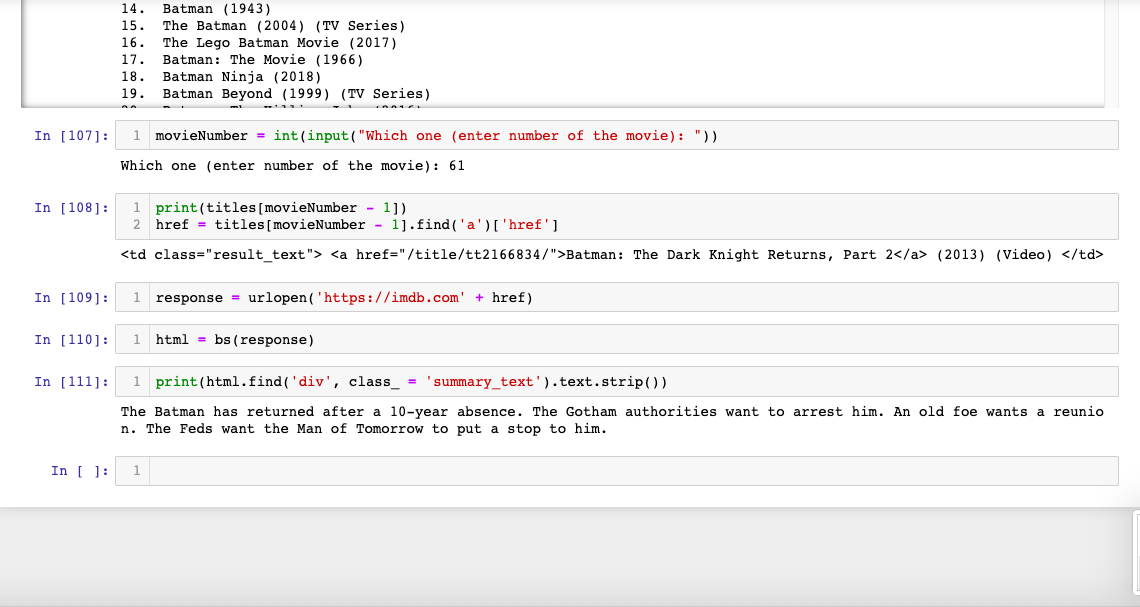 14.  Batman (1943)
15.  The Batman (2004) (TV Series)
16.  The Lego Batman Movie (2017)
17.  Batman: The Movie (1966)
18.  Batman Ninja (2018)
19.  Batman Beyond (1999) (TV Series)
In [107]: 1 movieNumber = int(input("Which one (enter number of the movie): "))
Which one (enter number of the movie): 61
In [108]: 1 print(titles[movieNumber - 1])
2 href = titles[movieNumber - 1].find('a')['href']
<td class="result_text"> <a href="/title/tt2166834/">Batman: The Dark Knight Returns, Part 2</a> (2013) (Video) </td>
In [109]: 1 response = urlopen('https://imdb.com' + href)
In [110]: 1 html = bs(response)
In [111]: 1 print(html.find('div', class_ = 'summary_text').text.strip())
The Batman has returned after a 10-year absence. The Gotham authorities want to arrest him. An old foe wants a reunio
n. The Feds want the Man of Tomorrow to put a stop to him.
In [ ]: 1